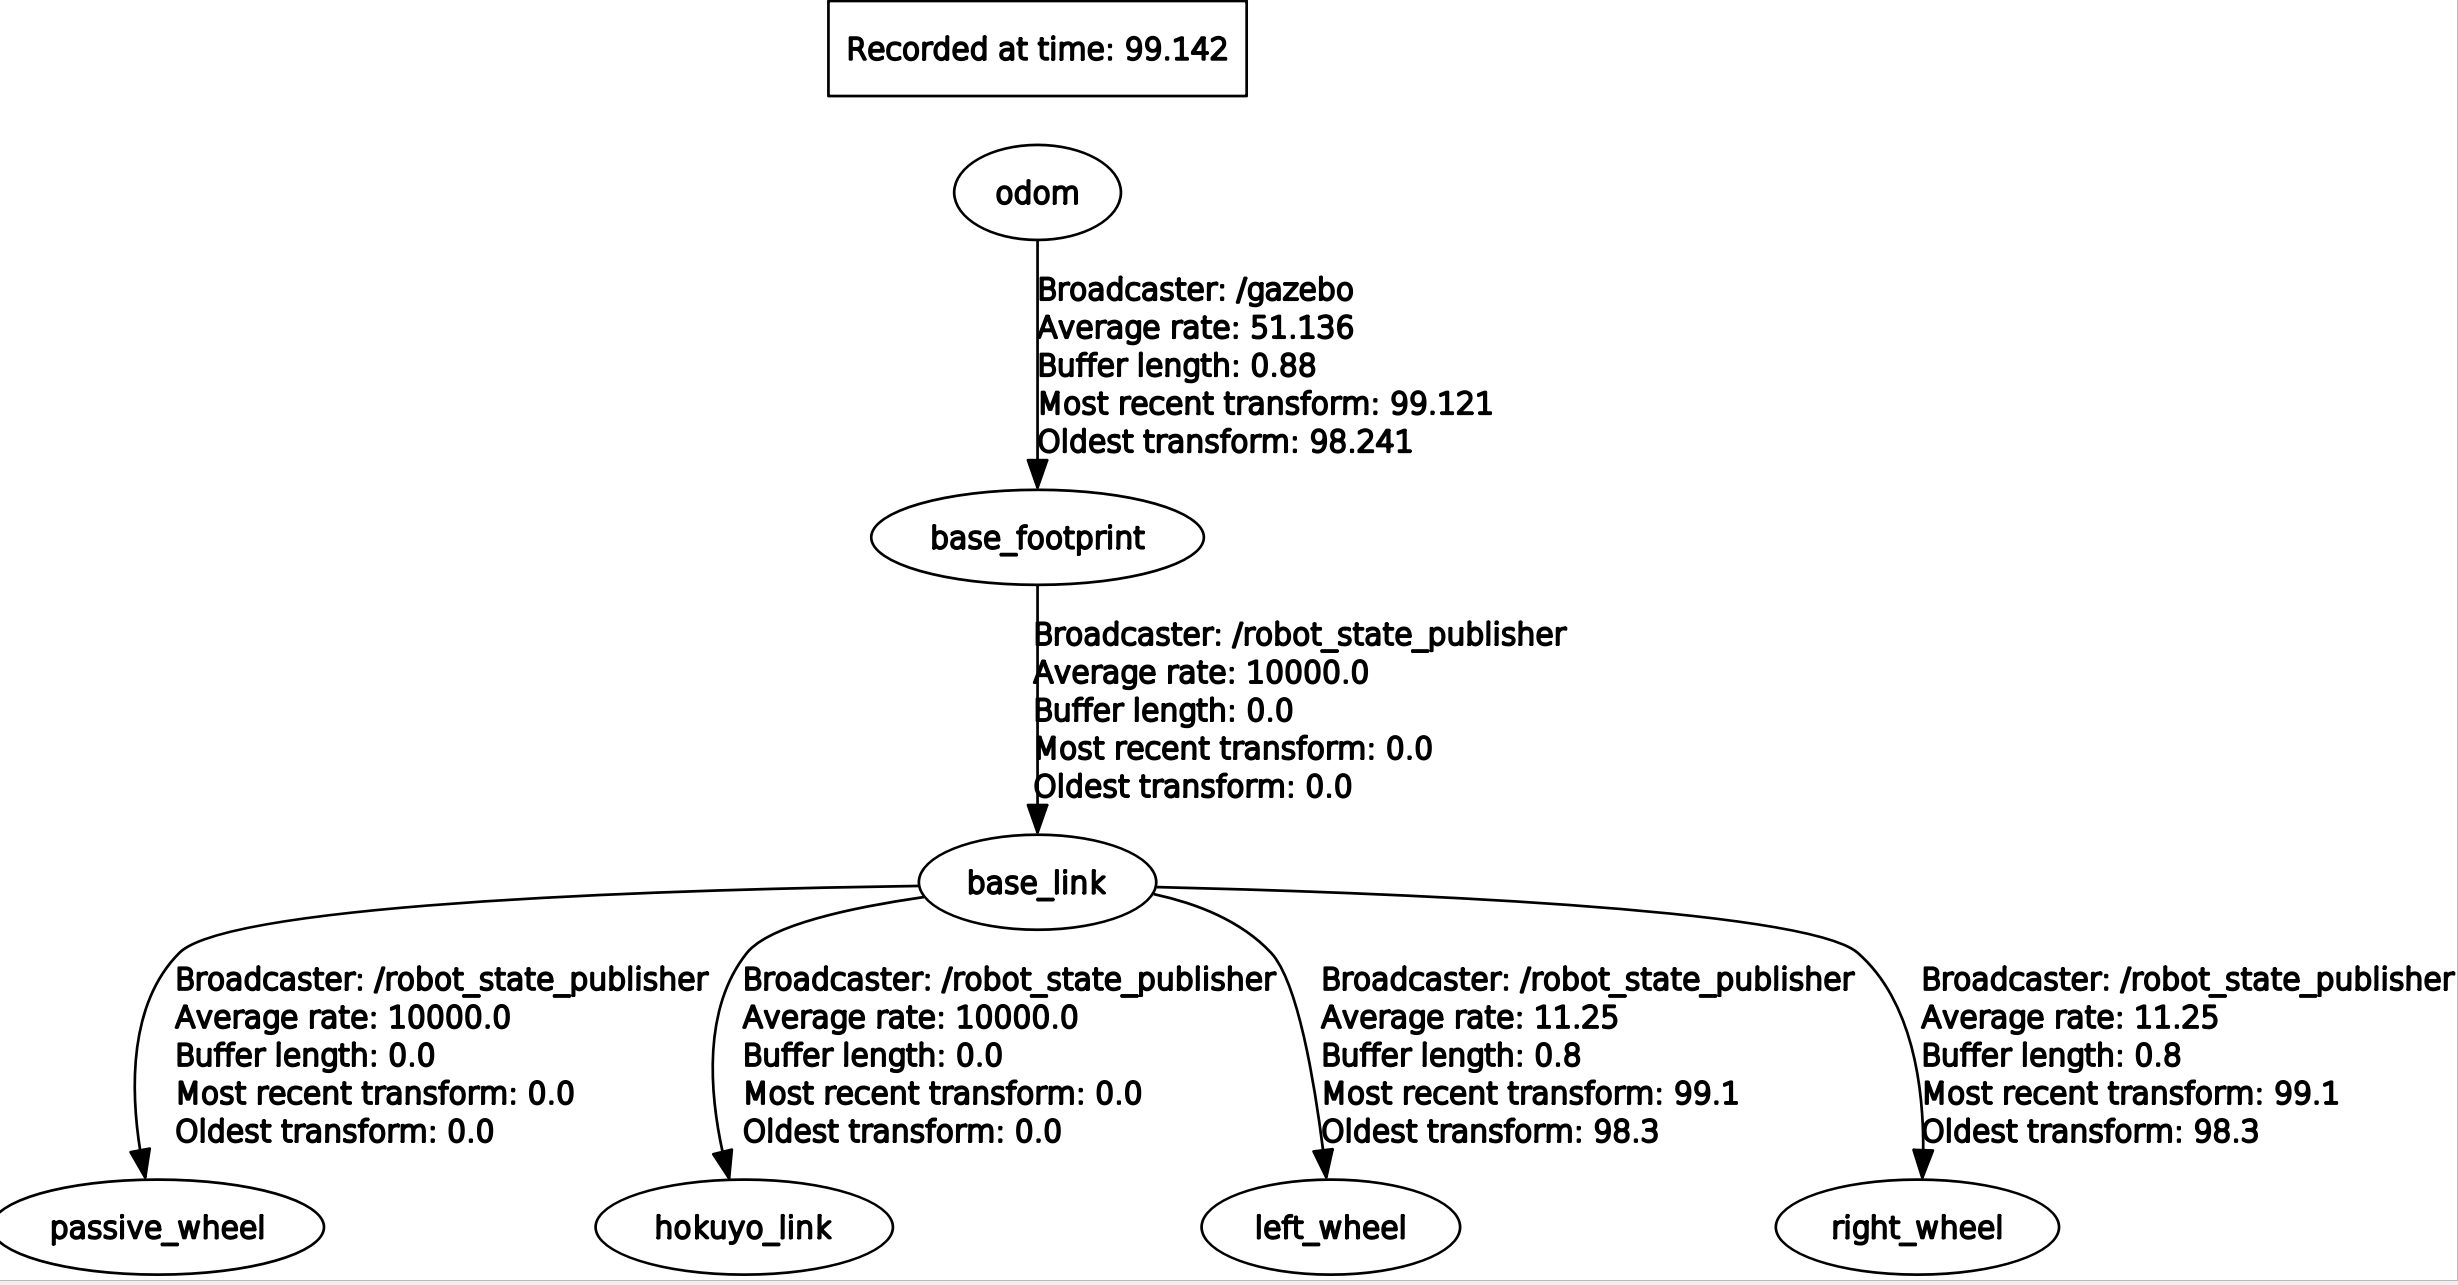 Recorded at time: 99.142
odom
Broadcaster: /gazebo
Average rate: 51.136
Buffer length: 0.88
Most recent transform: 99.121
Oldest transform: 98.241
base_footprint
Broadcaster: /robot_state_publisher
Average rate: 10000.0
Buffer length: 0.0
Most recent transform: 0.0
Oldest transform: 0.0
base_link
Broadcaster: /robot_state_publisher
Average rate: 10000.0
Buffer length: 0.0
Most recent transform: 0.0
Oldest transform: 0.0
Broadcaster: /robot_state_publisher
Average rate: 10000.0
Buffer length: 0.0
Most recent transform: 0.0
Oldest transform: 0.0
Broadcaster: /robot_state_publisher
Average rate: 11.25
Buffer length: 0.8
Most recent transform: 99.1
Oldest transform: 98.3
Broadcaster: /robot_state_publisher
Average rate: 11.25
Buffer length: 0.8
Most recent transform: 99.1
Oldest transform: 98.3
passive_wheel
hokuyo_link
left_wheel
right_wheel